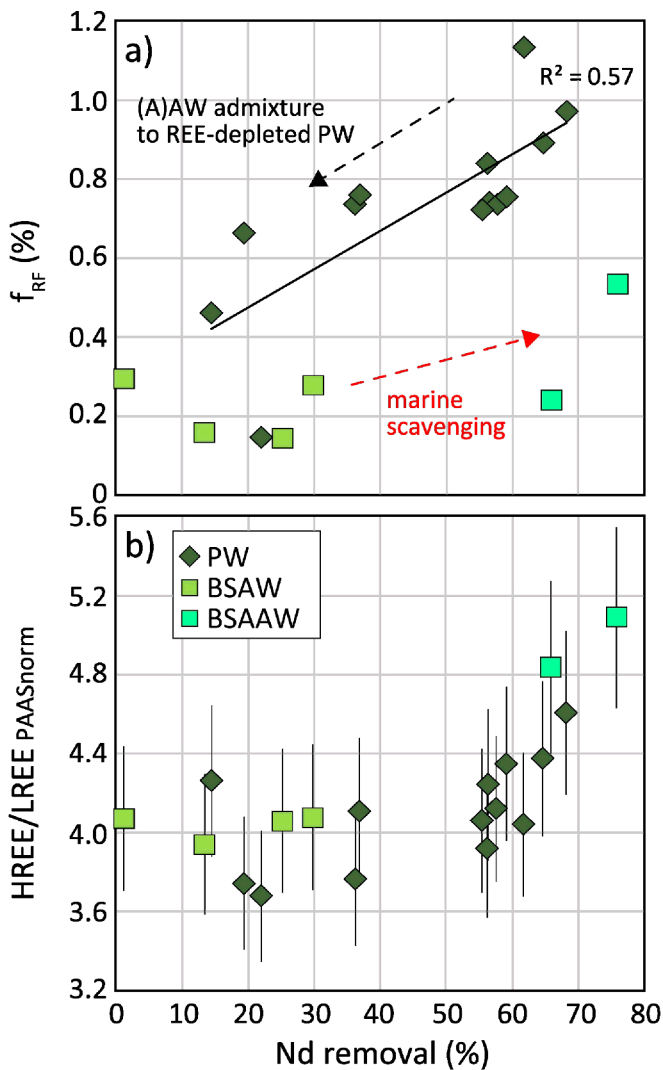 1.2
a)
R² = 0.57
(A)AW admixture
to REE-depleted PW
1.0
0.8
f RF (%)
0.6
0.4
marine
scavenging
0.2
0
5.6
b)
PW
BSAW
BSAAW
5.2
4.8
HREE/LREE PAASnorm
4.4
4.0
3.6
3.2
0 10 20 30 40 50 60 70 80
Nd removal (%)